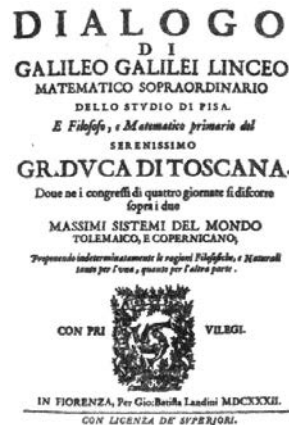 DIALOGO
DI
GALILEO GALILEI LINCEO
MATEMATICO SOPRAORDINARIO
DELLO STVDIO DI PISA.
E Filosofo, e Matematico primario del
SERENISSIMO
GR.DVCA DI TOSCANA.
Doue ne i congressi di quattro giornate si discorre
sopra i due
MASSIMI SISTEMI DEL MONDO
TOLEMAICO, E COPERNICANO;
Proponendo indeterminatamente le ragioni Filosofiche, e Naturali
tanto per l'vna, quanto per l'altra parte.
CON PRI VILEGI.
IN FIORENZA, Per Gio:Batista Landini MDCXXXII.
CON LICENZA DE' SVPERIORI.